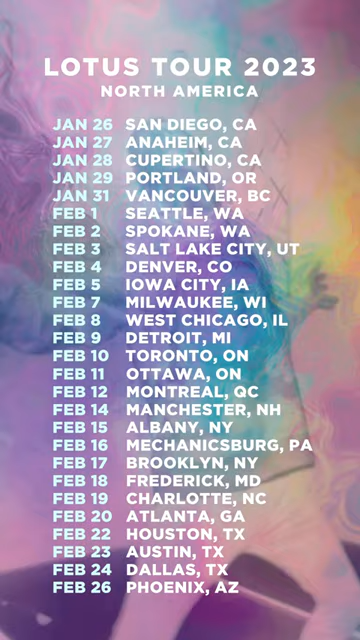 LOTUS TOUR 2023
NORTH AMERICA
JAN 26 SAN DIEGO, CA
JAN 27 ANAHEIM, CA
JAN 28 CUPERTINO, CA
JAN 29 PORTLAND, OR
JAN 31 VANCOUVER, BC
FEB 1 SEATTLE, WA
FEB 2 SPOKANE, WA
FEB 3 SALT LAKE CITY, UT
FEB 4 DENVER, CO
FEB 5 IOWA CITY, IA
FEB 7 MILWAUKEE, WI
FEB 8 WEST CHICAGO, IL
FEB 9 DETROIT, MI
FEB 10 TORONTO, ON
FEB 11 OTTAWA, ON
FEB 12 MONTREAL, QC
FEB 14 MANCHESTER, NH
FEB 15 ALBANY, NY
FEB 16 MECHANICSBURG, PA
FEB 17 BROOKLYN, NY
FEB 18 FREDERICK, MD
FEB 19 CHARLOTTE, NC
FEB 20 ATLANTA, GA
FEB 22 HOUSTON, TX
FEB 23 AUSTIN, TX
FEB 24 DALLAS, TX
FEB 26 PHOENIX, AZ